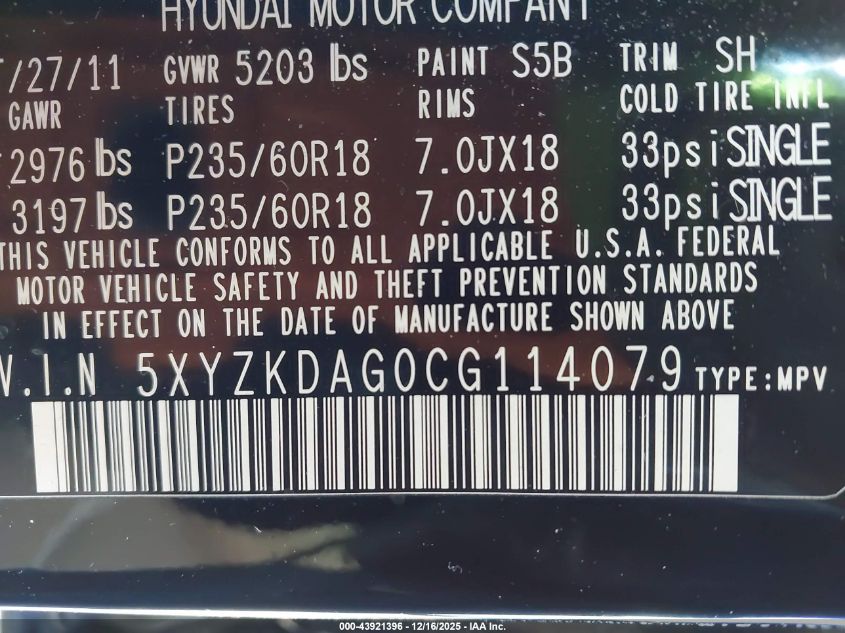 HYUNDAI MOTOR COMPANY
/27/11 GVWR 5203 lbs PAINT S5B TRIM SH
GAWR TIRES RIMS COLD TIRE INFL
2976 lbs P235/60R18 7.0JX18 33psi SINGLE
3197 lbs P235/60R18 7.0JX18 33psi SINGLE
THIS VEHICLE CONFORMS TO ALL APPLICABLE U.S.A. FEDERAL
MOTOR VEHICLE SAFETY AND THEFT PREVENTION STANDARDS
IN EFFECT ON THE DATE OF MANUFACTURE SHOWN ABOVE
V.I.N 5XYZKDAG0CG114079 TYPE:MPV
000-43921396 - 12/16/2025 - IAA Inc.